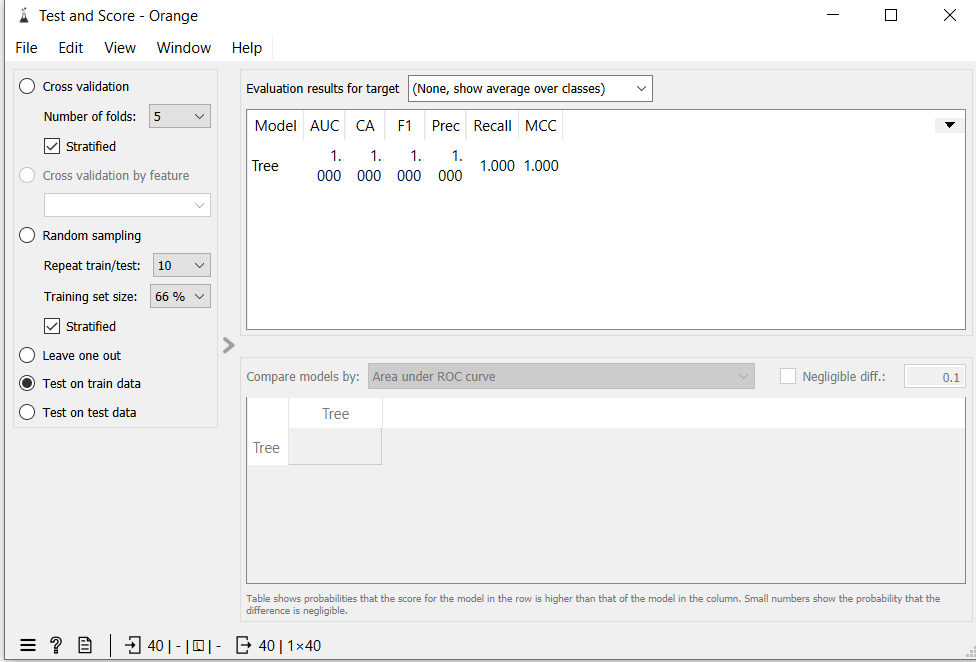 Test and Score - Orange
File Edit View Window Help
Cross validation
Number of folds: 5
Stratified
Cross validation by feature
Random sampling
Repeat train/test: 10
Training set size: 66 %
Stratified
Leave one out
Test on train data
Test on test data
Evaluation results for target (None, show average over classes)
Model AUC CA F1 Prec Recall MCC
Tree 1.000 1.000 1.000 1.000 1.000 1.000
Compare models by: Area under ROC curve Negligible diff.: 0.1
Tree
Tree
Table shows probabilities that the score for the model in the row is higher than that of the model in the column. Small numbers show the probability that the
difference is negligible.
40 | - | L | - 40 | 1×40